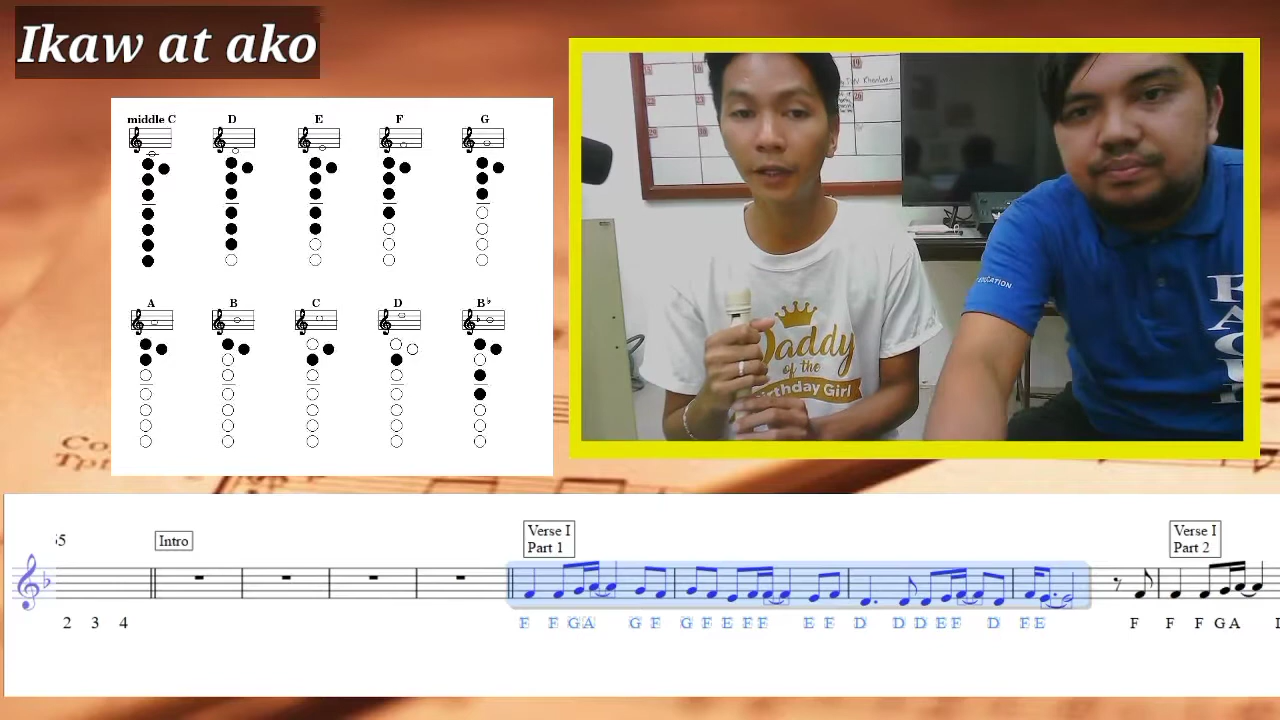 Ikaw at ako
middle C D E F G
A B C D B♭
Daddy
of the
Birthday Girl
Intro
Verse I
Part 1
Verse I
Part 2
2 3 4
F F G A G F G F E F F E F D D D E F D F E F F F G A